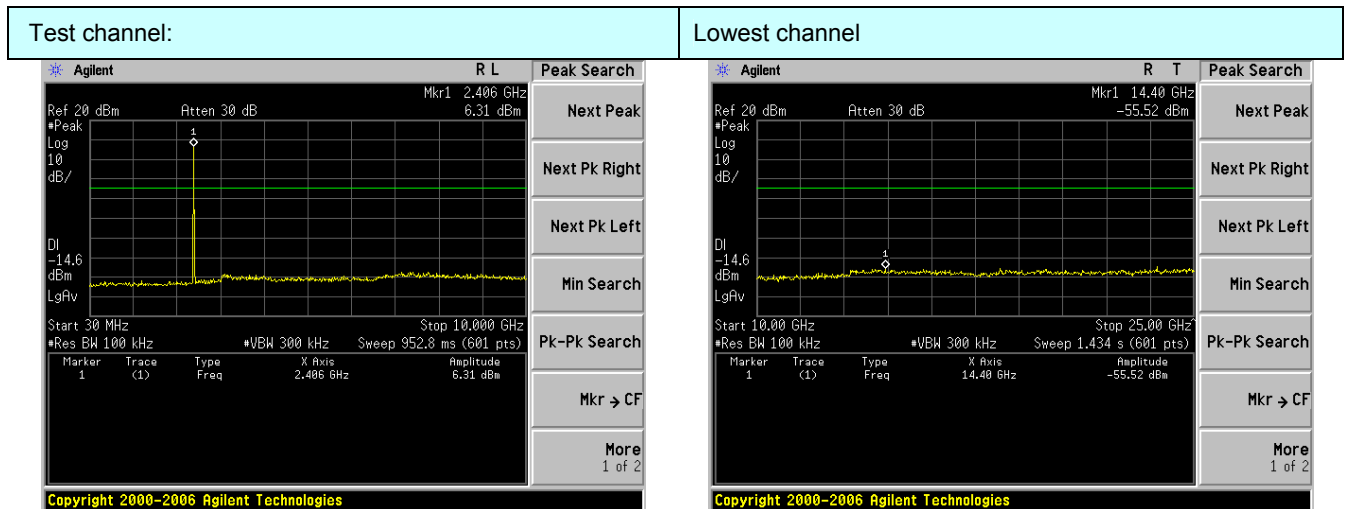 Test channel:
Lowest channel
Agilent
R L
Peak Search
Mkr1 2.406 GHz
Ref 20 dBm
Atten 30 dB
6.31 dBm
#Peak
Log
10
dB/
1
DI
-14.6
dBm
LgAv
Start 30 MHz
Stop 10.000 GHz
#Res BW 100 kHz
#VBW 300 kHz
Sweep 952.8 ms (601 pts)
Marker Trace Type X Axis Amplitude
1 (1) Freq 2.406 GHz 6.31 dBm
Next Peak
Next Pk Right
Next Pk Left
Min Search
Pk-Pk Search
Mkr → CF
More
1 of 2
Copyright 2000-2006 Agilent Technologies
Agilent
R T
Peak Search
Mkr1 14.40 GHz
Ref 20 dBm
Atten 30 dB
-55.52 dBm
#Peak
Log
10
dB/
1
DI
-14.6
dBm
LgAv
Start 10.00 GHz
Stop 25.00 GHz^
#Res BW 100 kHz
#VBW 300 kHz
Sweep 1.434 s (601 pts)
Marker Trace Type X Axis Amplitude
1 (1) Freq 14.40 GHz -55.52 dBm
Next Peak
Next Pk Right
Next Pk Left
Min Search
Pk-Pk Search
Mkr → CF
More
1 of 2
Copyright 2000-2006 Agilent Technologies